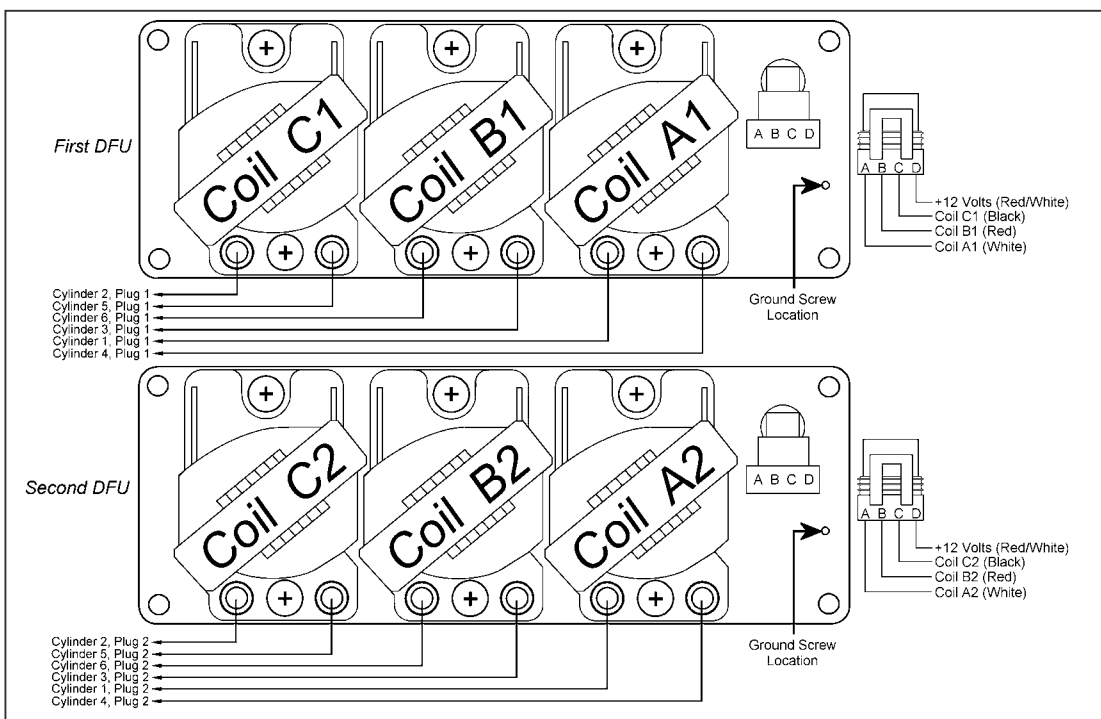 First DFU
Coil C1
Coil B1
Coil A1
A B C D
A B C D
+12 Volts (Red/White)
Coil C1 (Black)
Coil B1 (Red)
Coil A1 (White)
Ground Screw
Location
Cylinder 2, Plug 1
Cylinder 5, Plug 1
Cylinder 6, Plug 1
Cylinder 3, Plug 1
Cylinder 1, Plug 1
Cylinder 4, Plug 1
Second DFU
Coil C2
Coil B2
Coil A2
A B C D
A B C D
+12 Volts (Red/White)
Coil C2 (Black)
Coil B2 (Red)
Coil A2 (White)
Ground Screw
Location
Cylinder 2, Plug 2
Cylinder 5, Plug 2
Cylinder 6, Plug 2
Cylinder 3, Plug 2
Cylinder 1, Plug 2
Cylinder 4, Plug 2